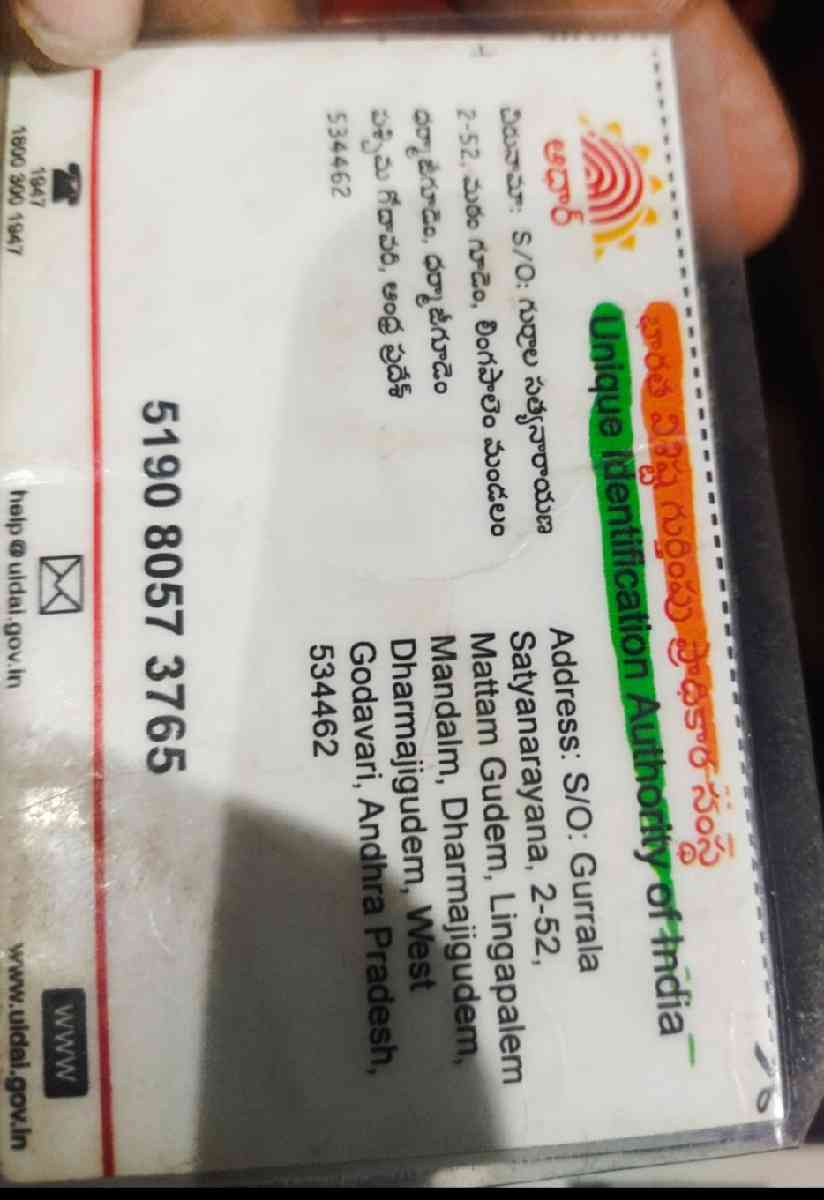 భారత విశిష్ట గుర్తింపు ప్రాధికార సంస్థ
Unique Identification Authority of India
ఆధార్
చిరునామా: S/O: గుర్రాల సత్యనారాయణ
2-52, మఠం గూడెం, లింగపాలెం మండలం
ధర్మాజీగూడెం, ధర్మాజీగూడెం
పశ్చిమ గోదావరి, ఆంధ్ర ప్రదేశ్
534462
Address: S/O: Gurrala
Satyanarayana, 2-52,
Mattam Gudem, Lingapalem
Mandalm, Dharmajigudem,
Dharmajigudem, West
Godavari, Andhra Pradesh,
534462
5190 8057 3765
1947
1800 300 1947
help@uidai.gov.in
WWW
www.uidai.gov.in